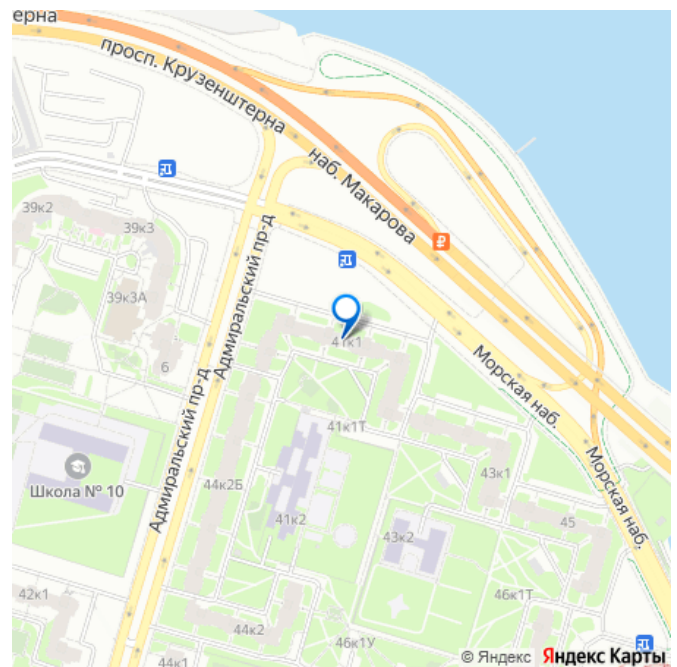 ерна
просп. Крузенштерна
наб. Макарова
39к2
39к3
Адмиральский пр-д
39к3А
41к1
6
Морская наб.
Адмиральский пр-д
41к1Т
Морская наб.
43к1
Школа № 10
44к2Б
41к2
45
43к2
42к1
46к1Т
44к2
46к1У
44к1
© Яндекс Яндекс Карты